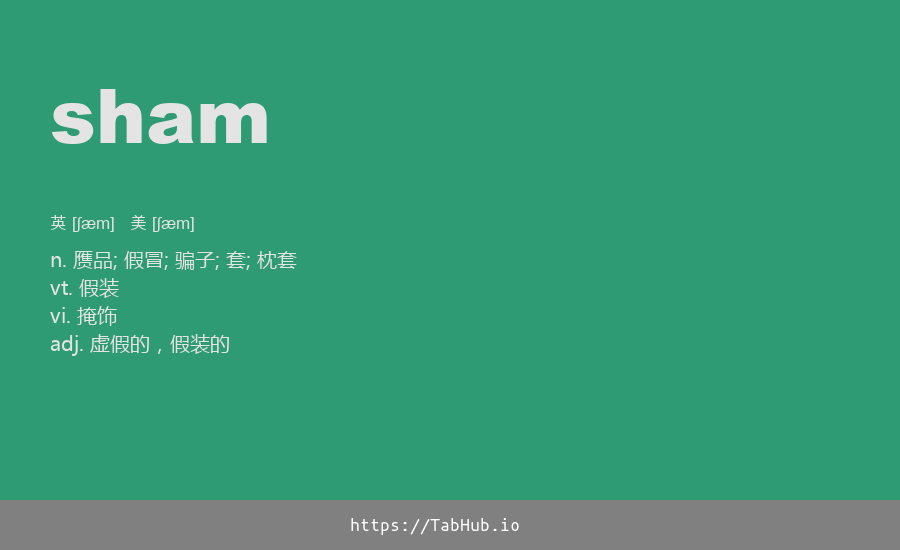 sham
英 [ʃæm] 美 [ʃæm]
n. 赝品; 假冒; 骗子; 套; 枕套
vt. 假装
vi. 掩饰
adj. 虚假的，假装的
https://TabHub.io